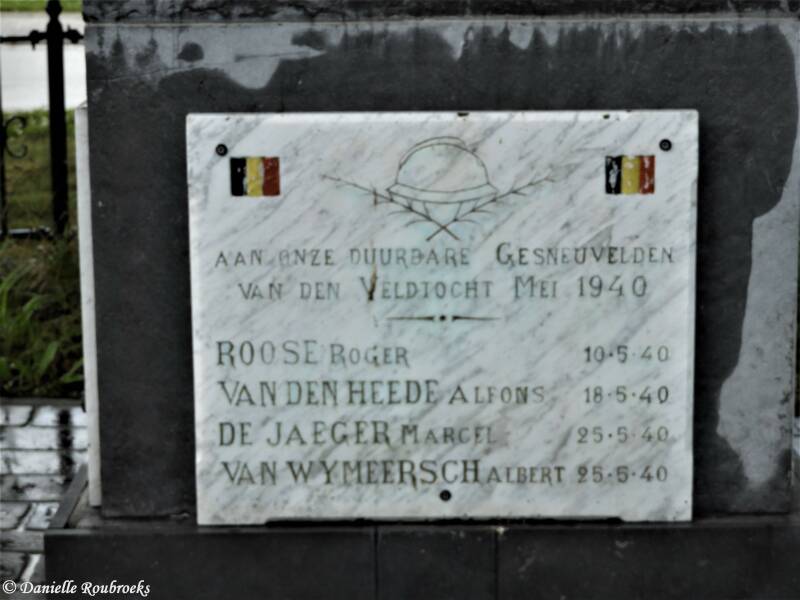 AAN ONZE DUURBARE GESNEUVELDEN
VAN DEN VELDTOCHT MEI 1940
ROOSE ROGER 10-5-40
VAN DEN HEEDE ALFONS 18-5-40
DE JAEGER MARCEL 25-5-40
VAN WYMEERSCH ALBERT 25-5-40
© Danielle Roubroeks